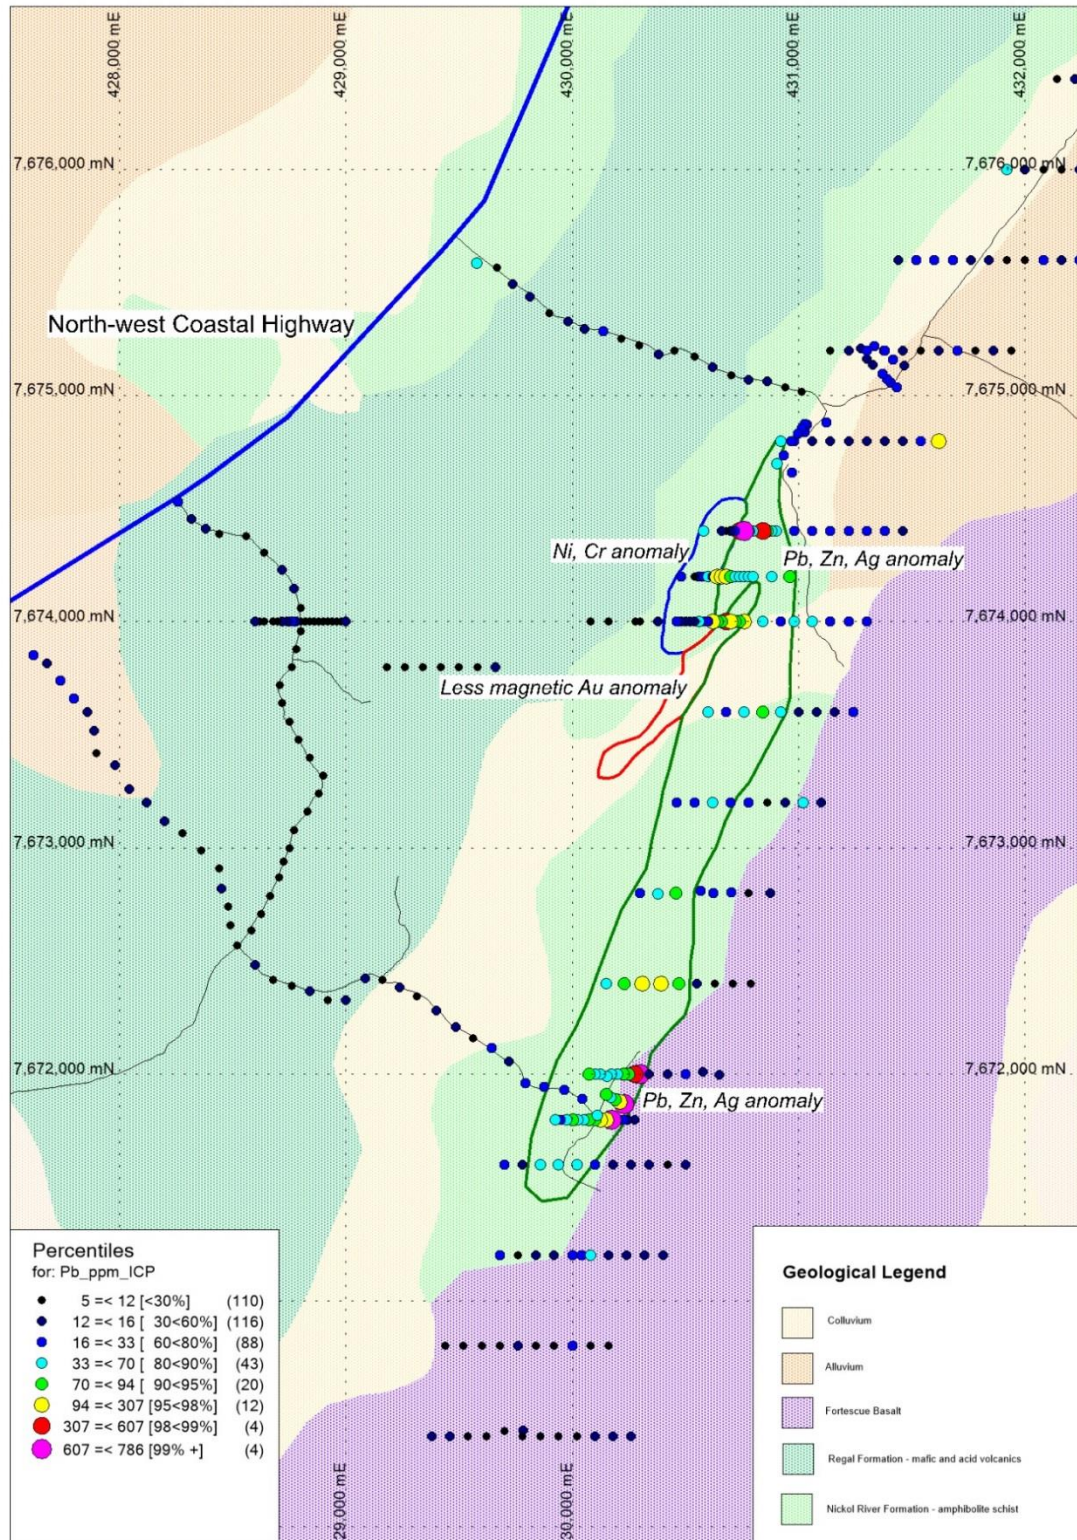 428,000 mE
429,000 mE
430,000 mE
431,000 mE
432,000 mE
7,676,000 mN
7,676,000 mN
North-west Coastal Highway
7,675,000 mN
7,675,000 mN
Ni, Cr anomaly
Pb, Zn, Ag anomaly
7,674,000 mN
7,674,000 mN
Less magnetic Au anomaly
7,673,000 mN
7,673,000 mN
7,672,000 mN
7,672,000 mN
Pb, Zn, Ag anomaly
Percentiles
for: Pb_ppm_ICP
5 =< 12 [<30%] (110)
12 =< 16 [ 30<60%] (116)
16 =< 33 [ 60<80%] (88)
33 =< 70 [ 80<90%] (43)
70 =< 94 [ 90<95%] (20)
94 =< 307 [95<98%] (12)
307 =< 607 [98<99%] (4)
607 =< 786 [99% +] (4)
29,000 mE
30,000 mE
Geological Legend
Colluvium
Alluvium
Fortescue Basalt
Regal Formation - mafic and acid volcanics
Nickol River Formation - amphibolite schist